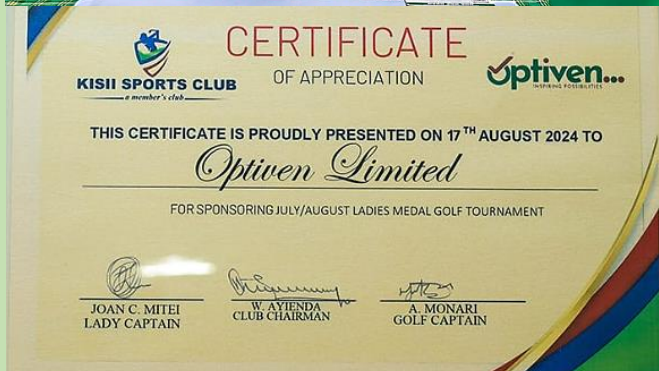 CERTIFICATE
OF APPRECIATION
KISII SPORTS CLUB
a member's club
Optiven...
INSPIRING POSSIBILITIES
THIS CERTIFICATE IS PROUDLY PRESENTED ON 17TH AUGUST 2024 TO
Optiven Limited
FOR SPONSORING JULY/AUGUST LADIES MEDAL GOLF TOURNAMENT
JOAN C. MITEI
LADY CAPTAIN
W. AYIENDA
CLUB CHAIRMAN
A. MONARI
GOLF CAPTAIN